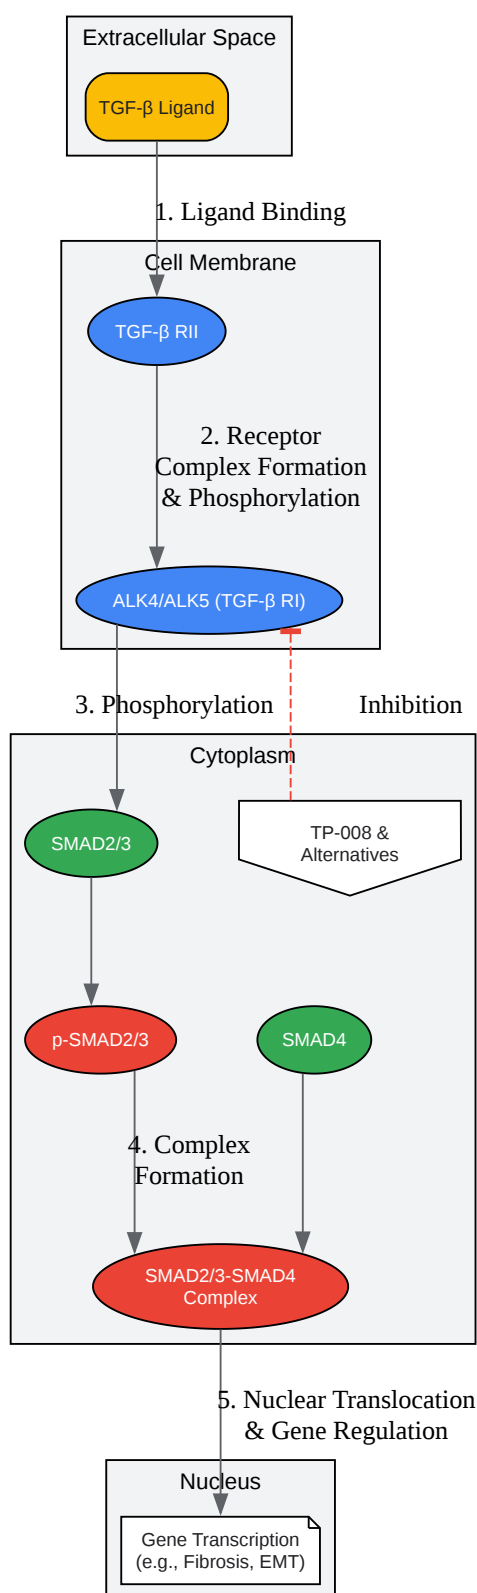 Extracellular Space
TGF-β Ligand
1. Ligand Binding
Cell Membrane
TGF-β RII
2. Receptor
Complex Formation
& Phosphorylation
ALK4/ALK5 (TGF-β RI)
3. Phosphorylation
Inhibition
Cytoplasm
SMAD2/3
TP-008 &
Alternatives
p-SMAD2/3
SMAD4
4. Complex
Formation
SMAD2/3-SMAD4
Complex
5. Nuclear Translocation
& Gene Regulation
Nucleus
Gene Transcription
(e.g., Fibrosis, EMT)